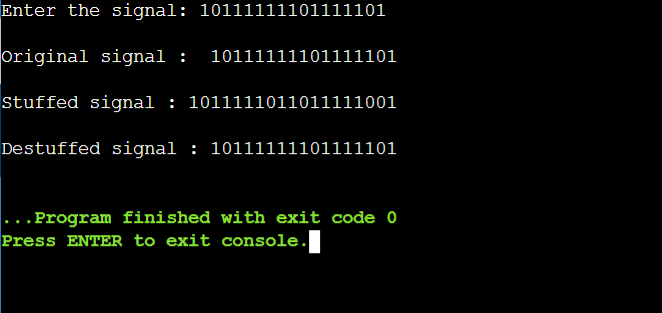 Enter the signal: 10111111101111101
Original signal :  10111111101111101
Stuffed signal : 1011111011011111001
Destuffed signal : 10111111101111101
...Program finished with exit code 0
Press ENTER to exit console.